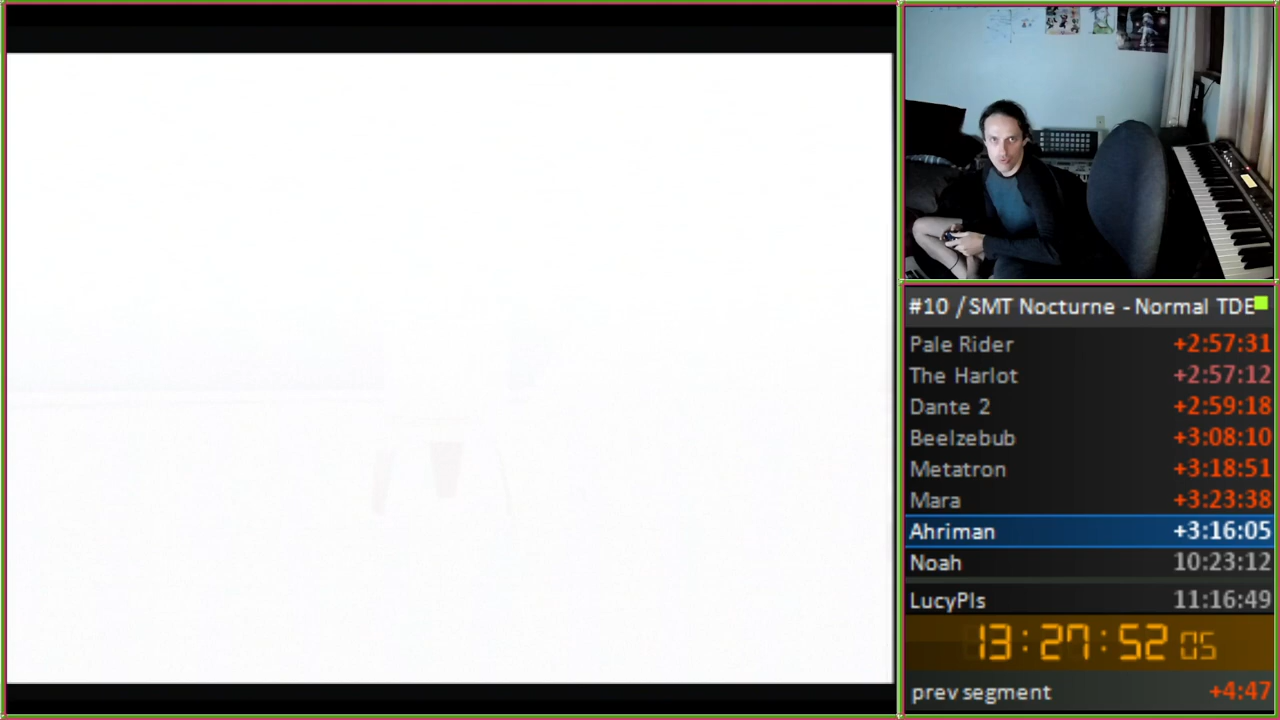 #10 / SMT Nocturne - Normal TDE
Pale Rider +2:57:31
The Harlot +2:57:12
Dante 2 +2:59:18
Beelzebub +3:08:10
Metatron +3:18:51
Mara +3:23:38
Ahriman +3:16:05
Noah 10:23:12
LucyPls 11:16:49
13:27:52 05
prev segment +4:47